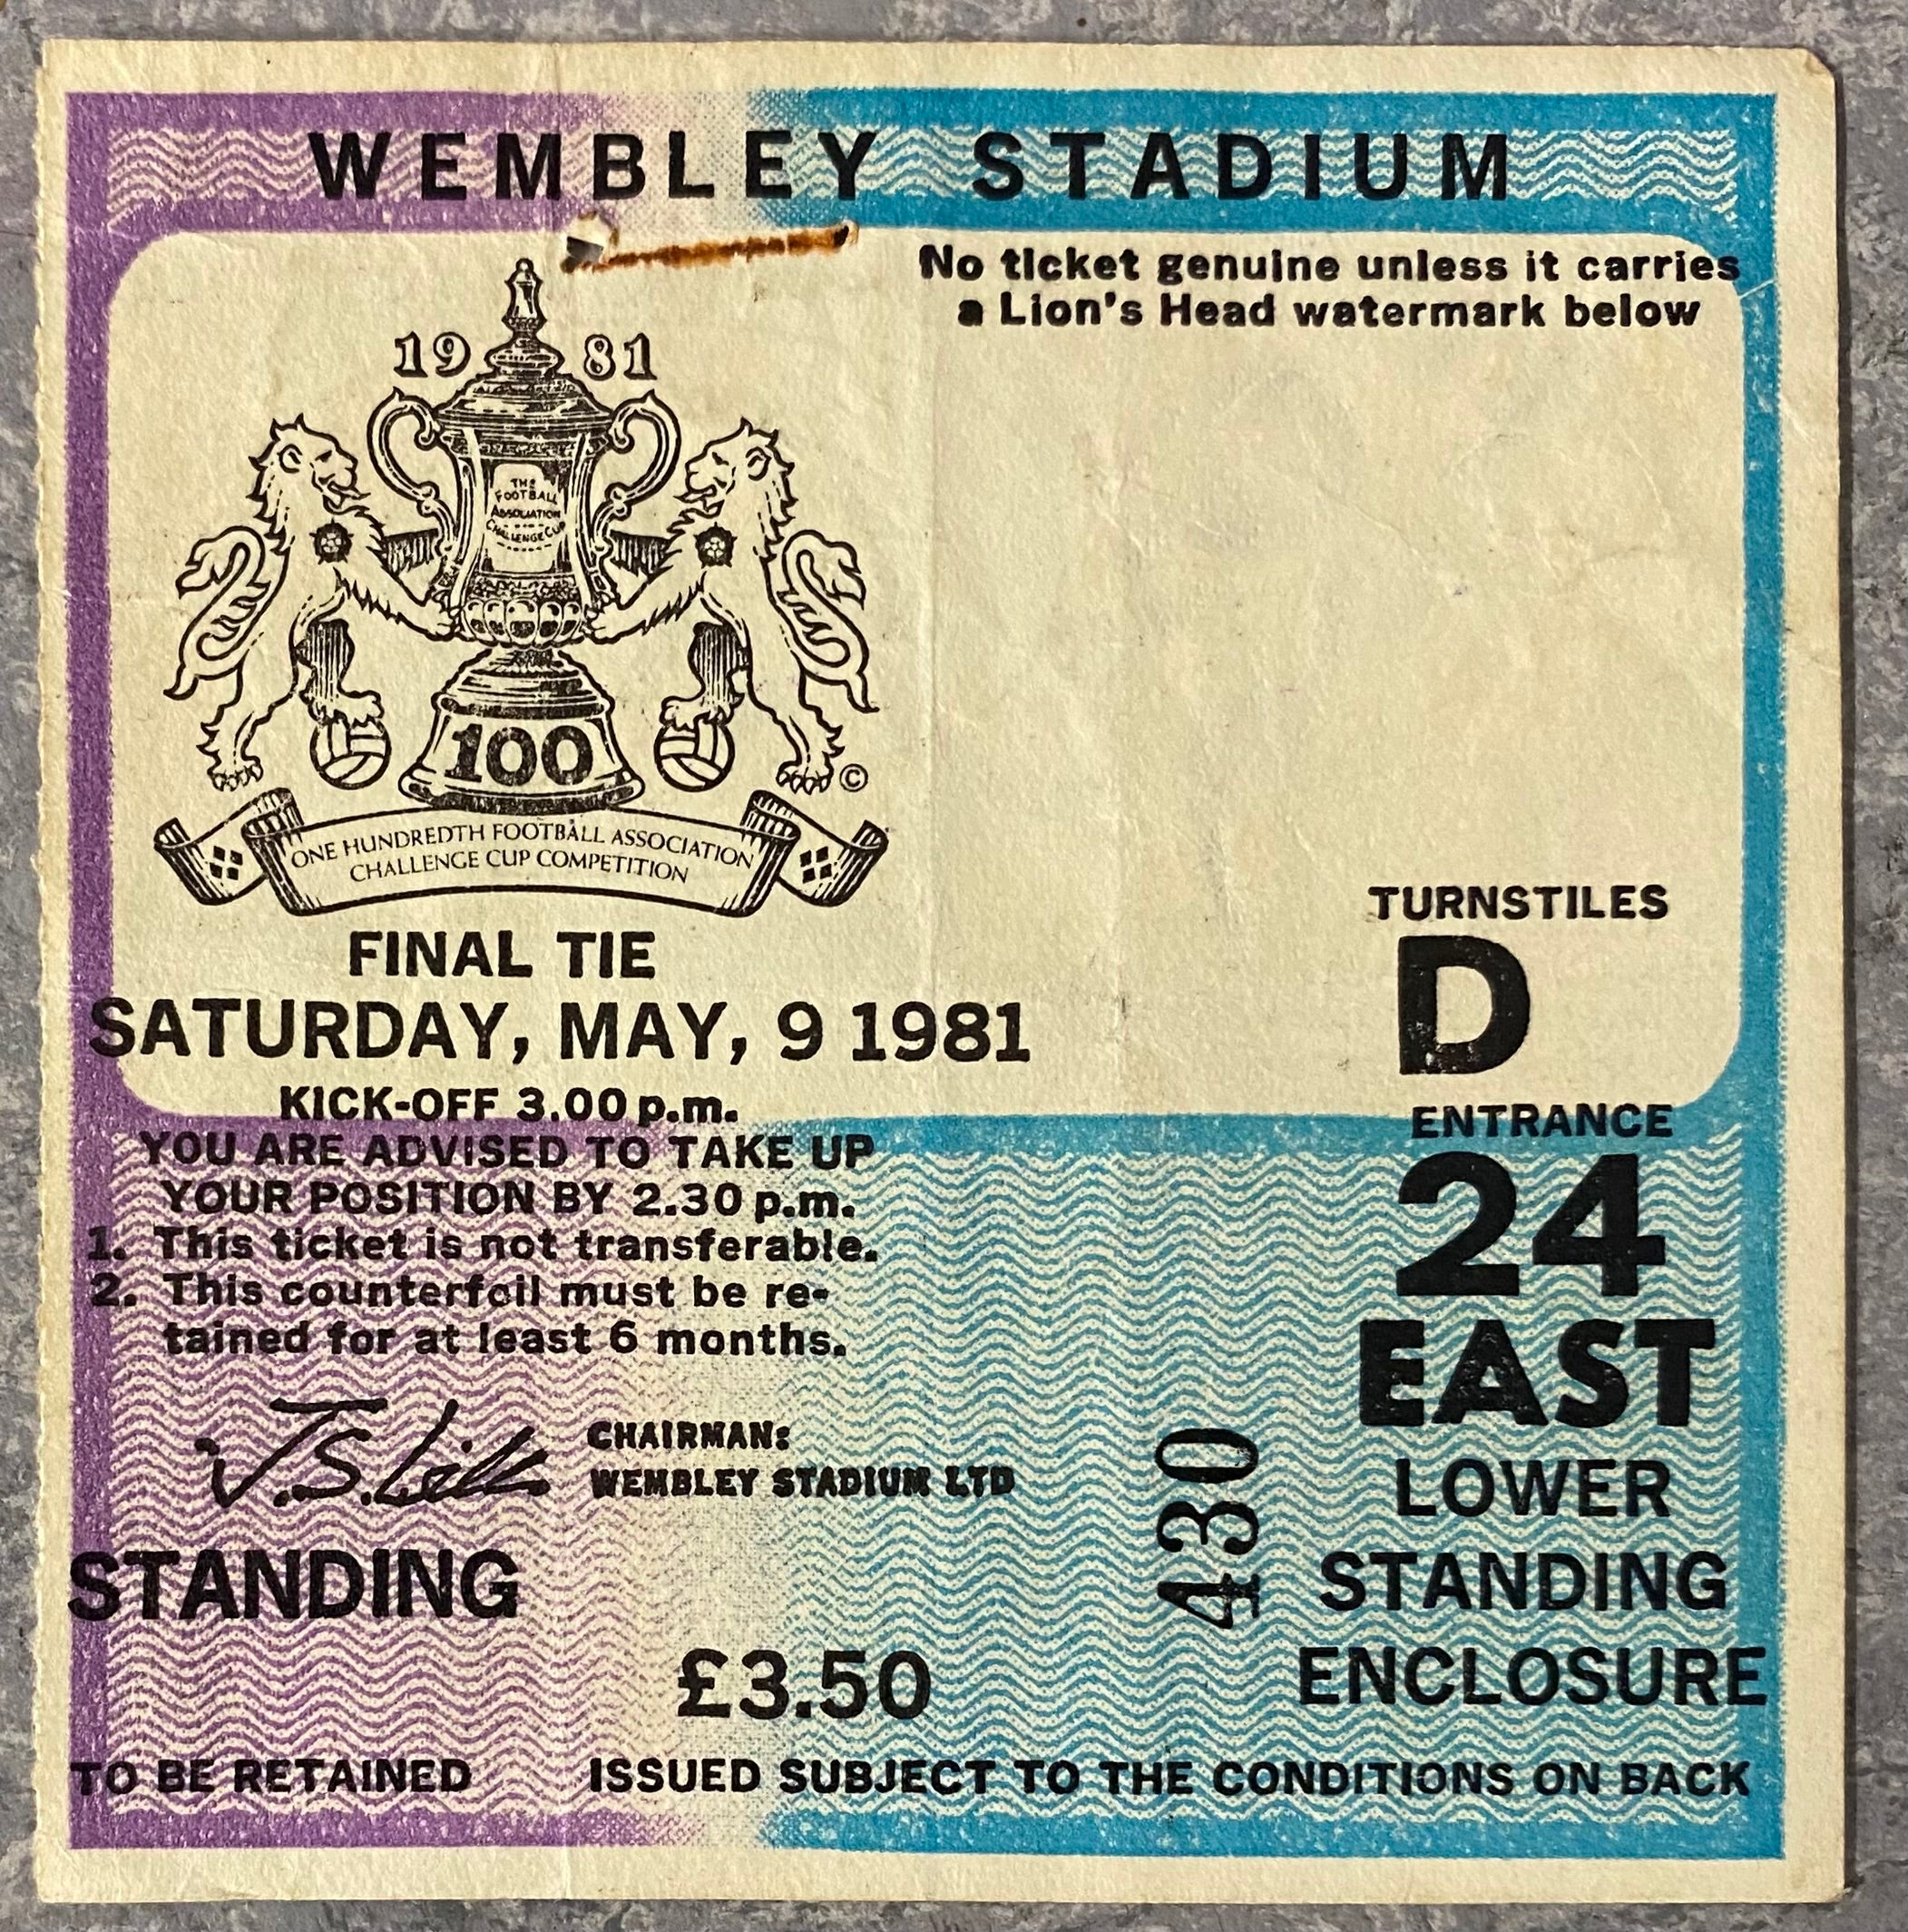 WEMBLEY STADIUM
No ticket genuine unless it carries
a Lion's Head watermark below
19 81
THE
FOOTBALL
ASSOCIATION
CHALLENGE CUP
100
©
ONE HUNDREDTH FOOTBALL ASSOCIATION
CHALLENGE CUP COMPETITION
FINAL TIE
SATURDAY, MAY, 9 1981
KICK-OFF 3.00 p.m.
YOU ARE ADVISED TO TAKE UP
YOUR POSITION BY 2.30 p.m.
1. This ticket is not transferable.
2. This counterfoil must be re-
tained for at least 6 months.
CHAIRMAN:
WEMBLEY STADIUM LTD
STANDING
£3.50
TURNSTILES
D
ENTRANCE
24
EAST
LOWER
STANDING
ENCLOSURE
430
TO BE RETAINED
ISSUED SUBJECT TO THE CONDITIONS ON BACK